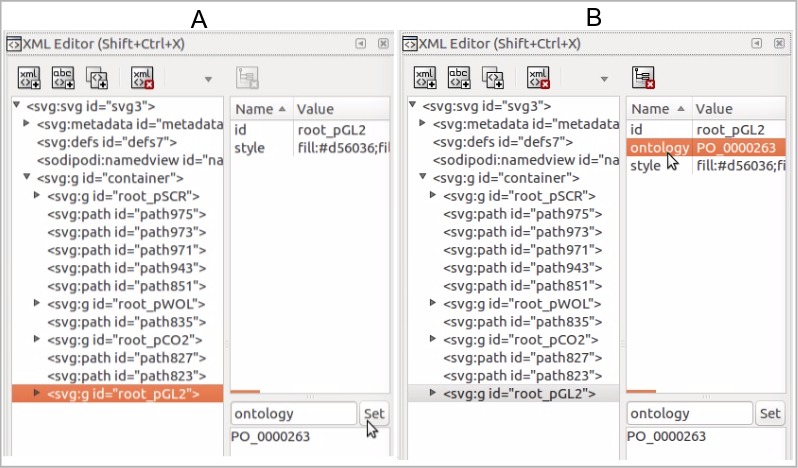 A
XML Editor (Shift+Ctrl+X)
xml abc xml
Name Value
<svg:svg id="svg3">
<svg:metadata id="metadata
<svg:defs id="defs7">
<sodipodi:namedview id="na
<svg:g id="container">
<svg:g id="root_pSCR">
<svg:path id="path975">
<svg:path id="path973">
<svg:path id="path971">
<svg:path id="path943">
<svg:path id="path851">
<svg:g id="root_pWOL">
<svg:path id="path835">
<svg:g id="root_pCO2">
<svg:path id="path827">
<svg:path id="path823">
<svg:g id="root_pGL2">
id root_pGL2
style fill:#d56036;fil
ontology Set
PO_0000263
B
XML Editor (Shift+Ctrl+X)
xml abc xml
Name Value
<svg:svg id="svg3">
<svg:metadata id="metadata
<svg:defs id="defs7">
<sodipodi:namedview id="na
<svg:g id="container">
<svg:g id="root_pSCR">
<svg:path id="path975">
<svg:path id="path973">
<svg:path id="path971">
<svg:path id="path943">
<svg:path id="path851">
<svg:g id="root_pWOL">
<svg:path id="path835">
<svg:g id="root_pCO2">
<svg:path id="path827">
<svg:path id="path823">
<svg:g id="root_pGL2">
id root_pGL2
ontology PO_0000263
style fill:#d56036;fi
ontology Set
PO_0000263